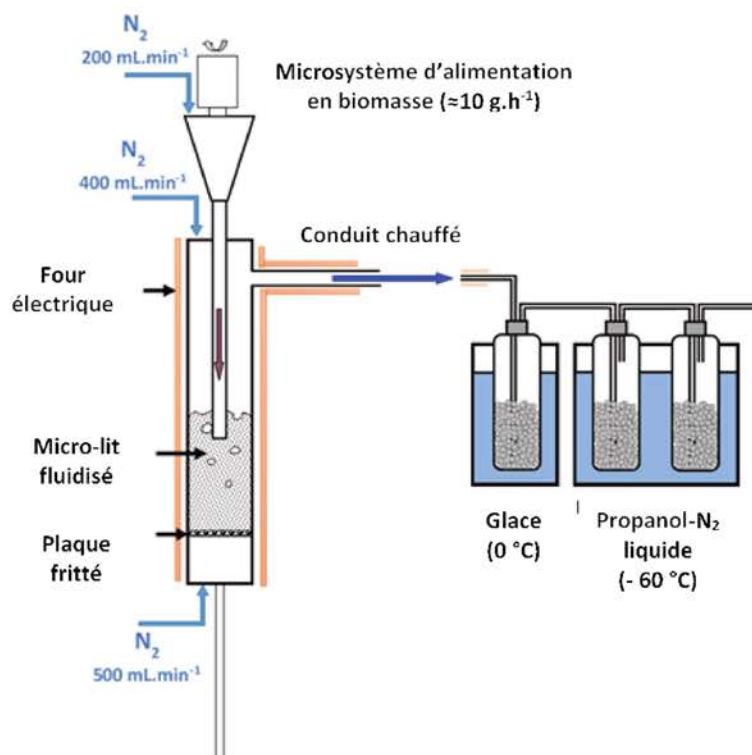 N₂
200 mL.min⁻¹
Microsystème d'alimentation
en biomasse (≈10 g.h⁻¹)
N₂
400 mL.min⁻¹
Conduit chauffé
Four
électrique
Micro-lit
fluidisé
Plaque
fritté
Glace
(0 °C)
Propanol-N₂
liquide
(- 60 °C)
N₂
500 mL.min⁻¹